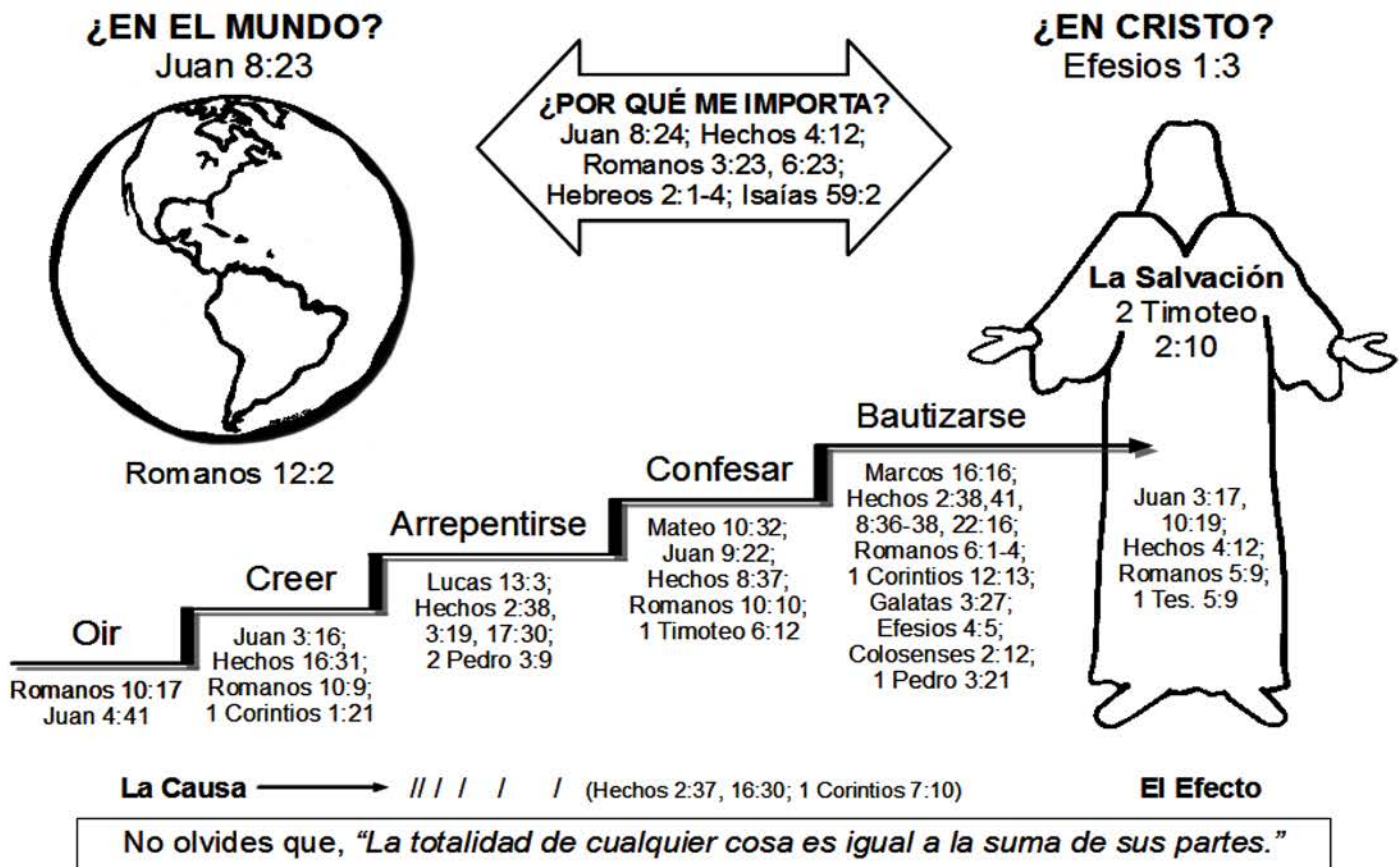 ¿EN EL MUNDO?
Juan 8:23
¿POR QUÉ ME IMPORTA?
Juan 8:24; Hechos 4:12;
Romanos 3:23, 6:23;
Hebreos 2:1-4; Isaías 59:2
¿EN CRISTO?
Efesios 1:3
La Salvación
2 Timoteo
2:10
Romanos 12:2
Oir
Romanos 10:17
Juan 4:41
Creer
Juan 3:16;
Hechos 16:31;
Romanos 10:9;
1 Corintios 1:21
Arrepentirse
Lucas 13:3;
Hechos 2:38,
3:19, 17:30;
2 Pedro 3:9
Confesar
Mateo 10:32;
Juan 9:22;
Hechos 8:37;
Romanos 10:10;
1 Timoteo 6:12
Bautizarse
Marcos 16:16;
Hechos 2:38,41,
8:36-38, 22:16;
Romanos 6:1-4;
1 Corintios 12:13;
Galatas 3:27;
Efesios 4:5;
Colosenses 2:12;
1 Pedro 3:21
Juan 3:17,
10:19;
Hechos 4:12;
Romanos 5:9;
1 Tes. 5:9
La Causa // / / / / (Hechos 2:37, 16:30; 1 Corintios 7:10) El Efecto
No olvides que, “La totalidad de cualquier cosa es igual a la suma de sus partes.”